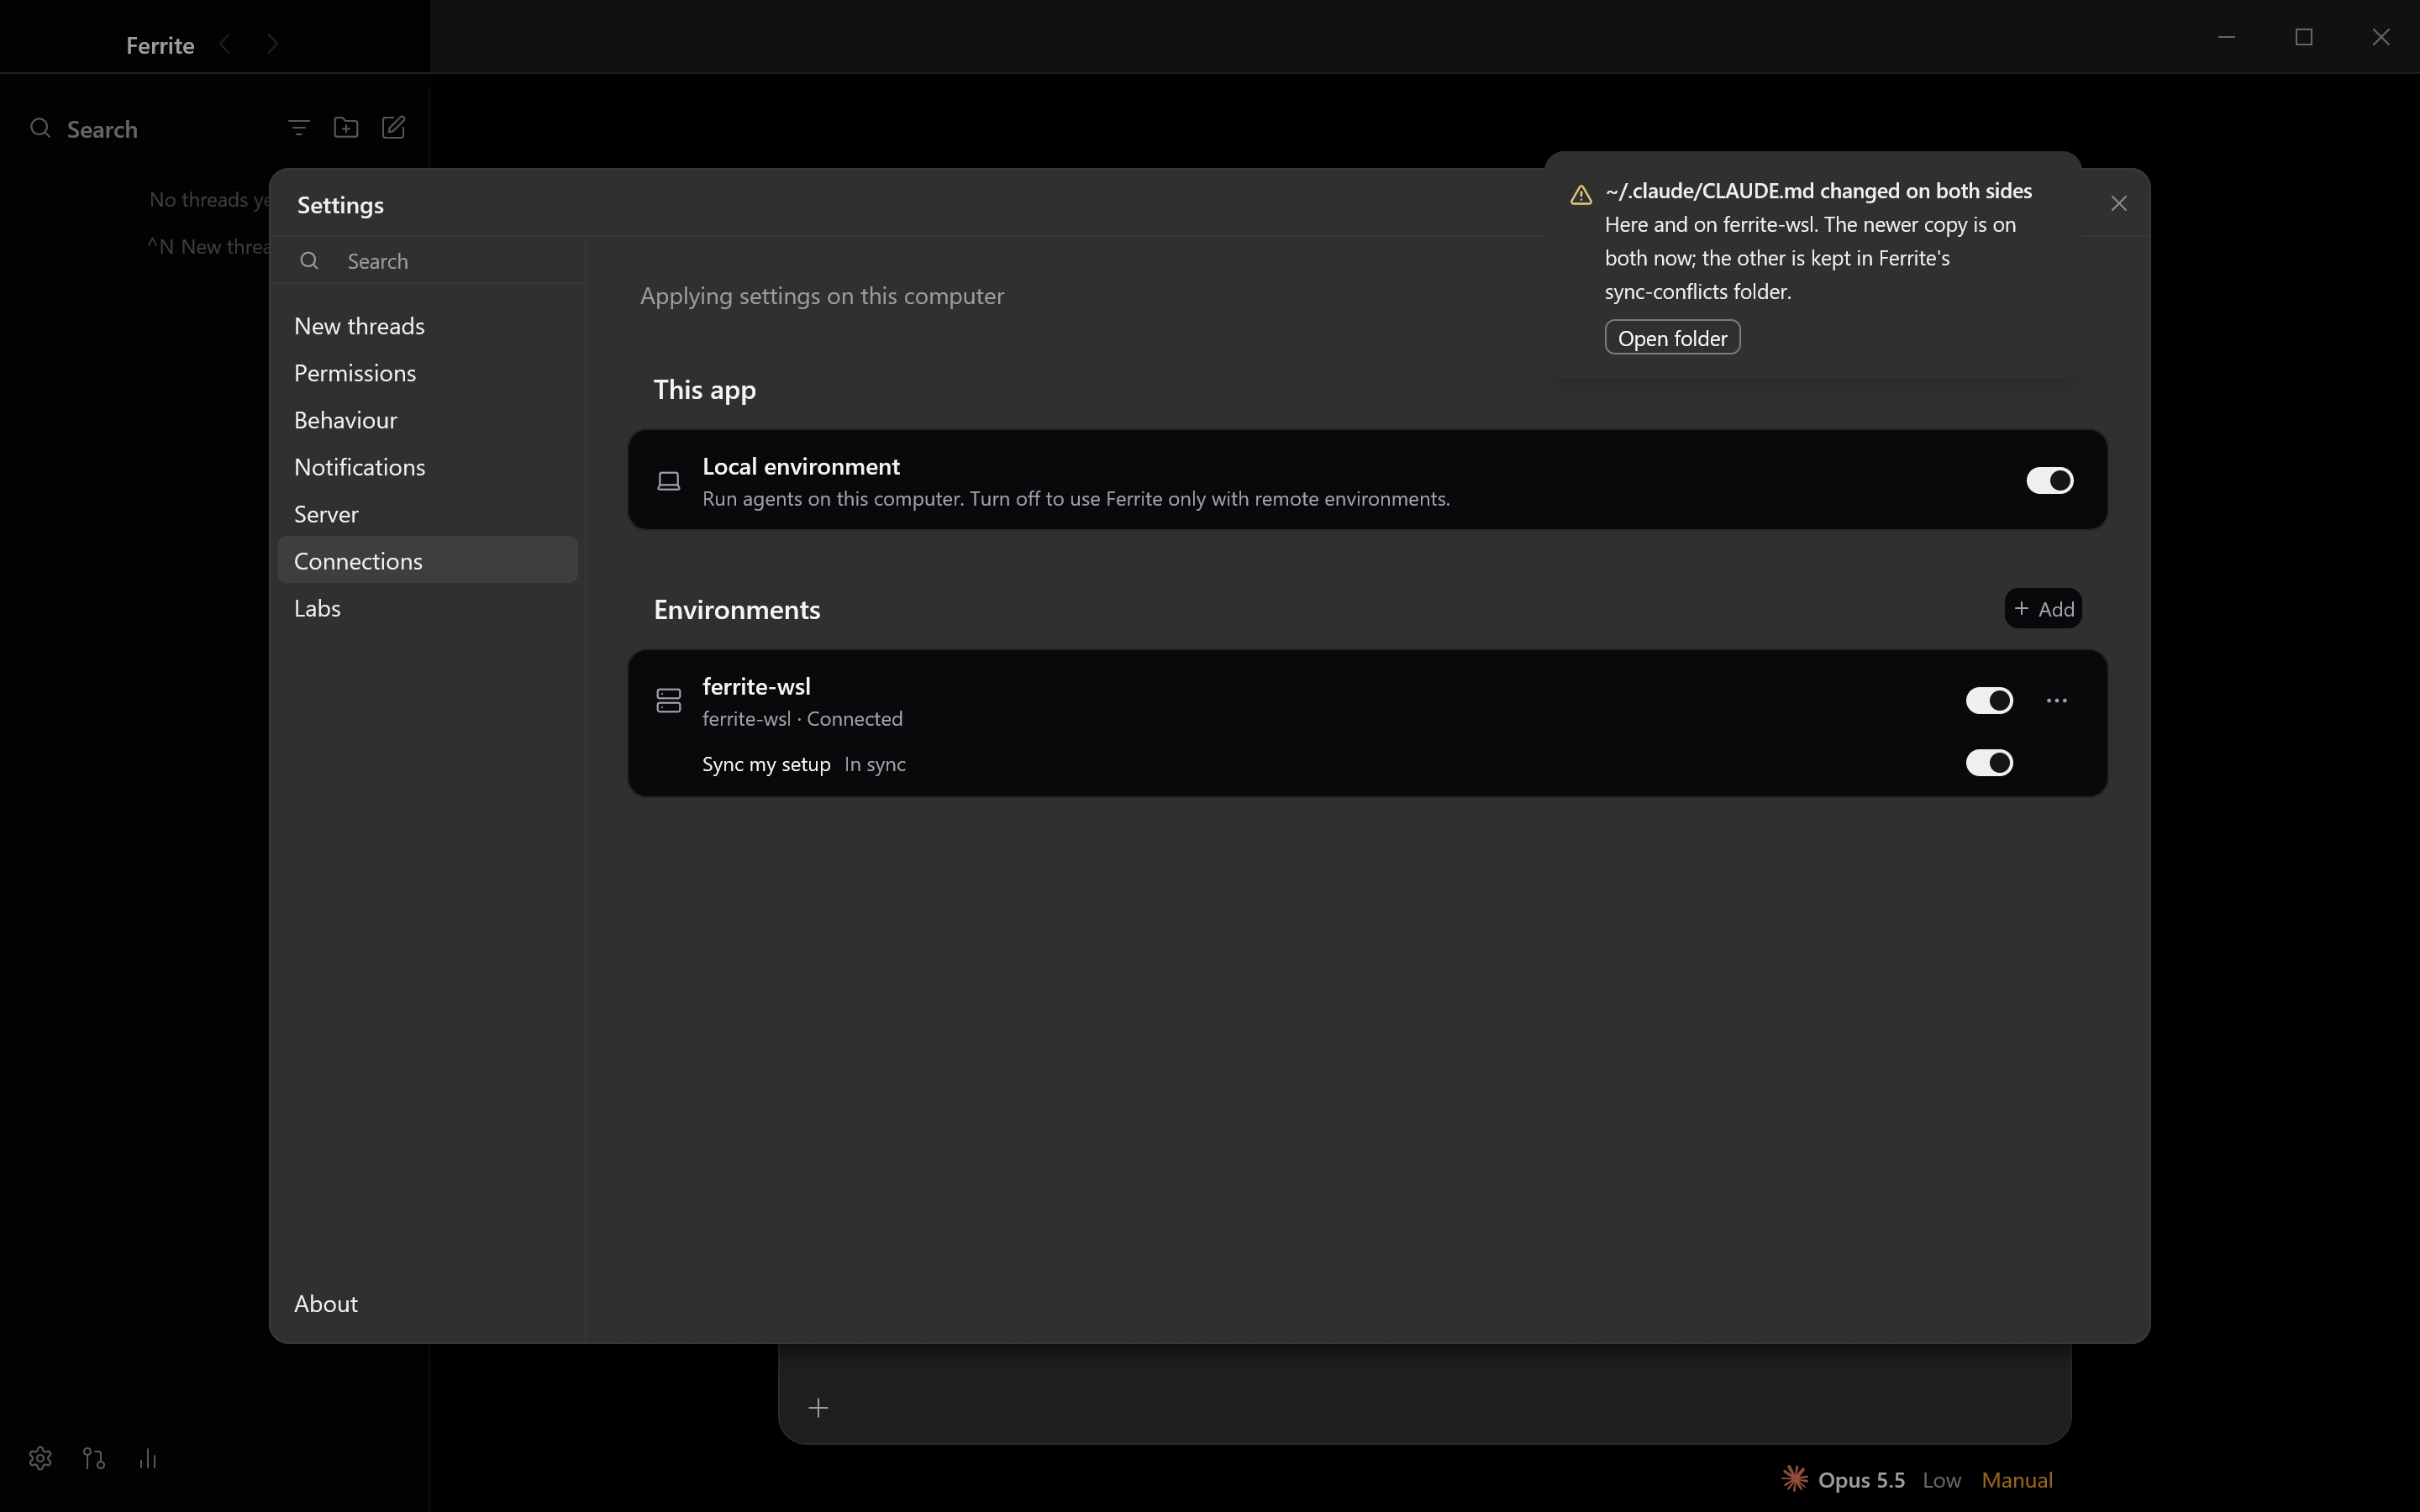 Ferrite
Search
No threads ye
^N New threa
Settings
Search
New threads
Permissions
Behaviour
Notifications
Server
Connections
Labs
About
Applying settings on this computer
~/.claude/CLAUDE.md changed on both sides
Here and on ferrite-wsl. The newer copy is on
both now; the other is kept in Ferrite's
sync-conflicts folder.
Open folder
This app
Local environment
Run agents on this computer. Turn off to use Ferrite only with remote environments.
Environments
+ Add
ferrite-wsl
ferrite-wsl · Connected
Sync my setup In sync
Opus 5.5 Low Manual